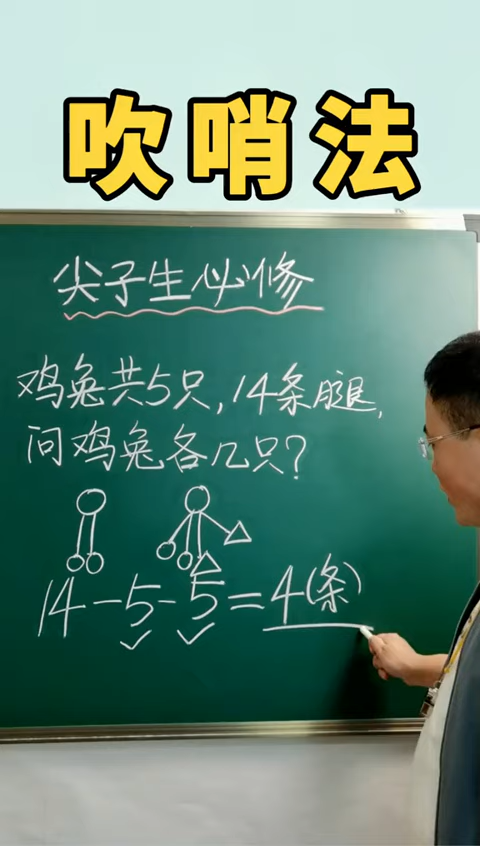 吹哨法
尖子生必修
鸡兔共5只,14条腿,
问鸡兔各几只?
14-5-5=4(条)